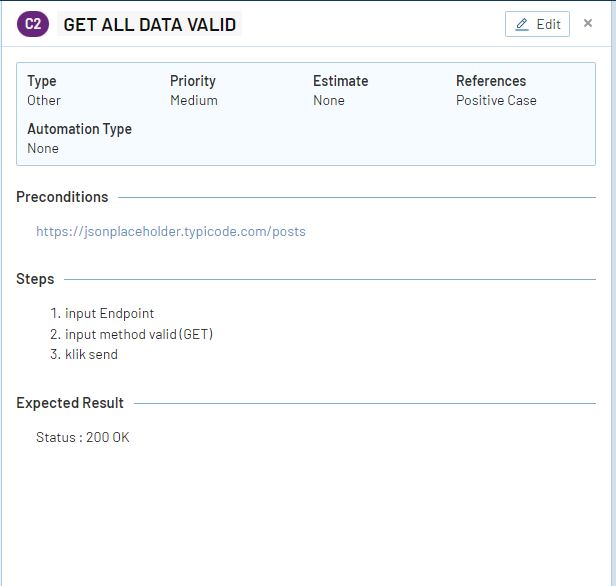 C2 GET ALL DATA VALID Edit ×
Type Priority Estimate References
Other Medium None Positive Case
Automation Type
None
Preconditions
https://jsonplaceholder.typicode.com/posts
Steps
1. input Endpoint
2. input method valid (GET)
3. klik send
Expected Result
Status : 200 OK